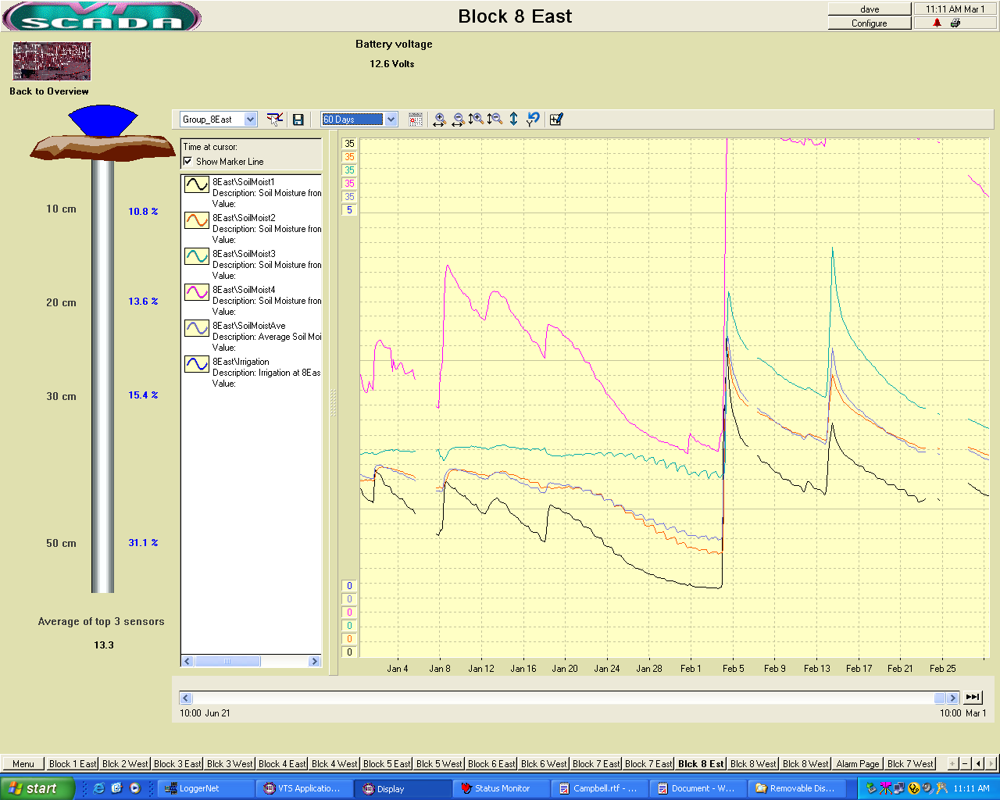 VT
SCADA
Block 8 East
dave
11:11 AM Mar 1
Configure
Battery voltage
12.6 Volts
Back to Overview
Group_8East
60 Days
Time at cursor:
Show Marker Line
8East\SoilMoist1
Description: Soil Moisture from
Value:
8East\SoilMoist2
Description: Soil Moisture from
Value:
8East\SoilMoist3
Description: Soil Moisture from
Value:
8East\SoilMoist4
Description: Soil Moisture from
Value:
8East\SoilMoistAve
Description: Average Soil Moi
Value:
8East\Irrigation
Description: Irrigation at 8Eas
Value:
10 cm
10.8 %
20 cm
13.6 %
30 cm
15.4 %
50 cm
31.1 %
Average of top 3 sensors
13.3
35
35
35
35
35
5
0
0
0
0
0
0
Jan 4 Jan 8 Jan 12 Jan 16 Jan 20 Jan 24 Jan 28 Feb 1 Feb 5 Feb 9 Feb 13 Feb 17 Feb 21 Feb 25
10:00 Jun 21
10:00 Mar 1
Menu Block 1 East Blck 2 West Block 3 East Blck 3 West Block 4 East Blck 4 West Block 5 East Blck 5 West Block 6 East Blck 6 West Block 7 East Block 7 East Blck 8 Est Block 8 West Block 8 West Alarm Page Blck 7 West
start LoggerNet VTS Applicatio... Display Status Monitor Campbell.rtf - ... Document - W... Removable Dis... 11:11 AM